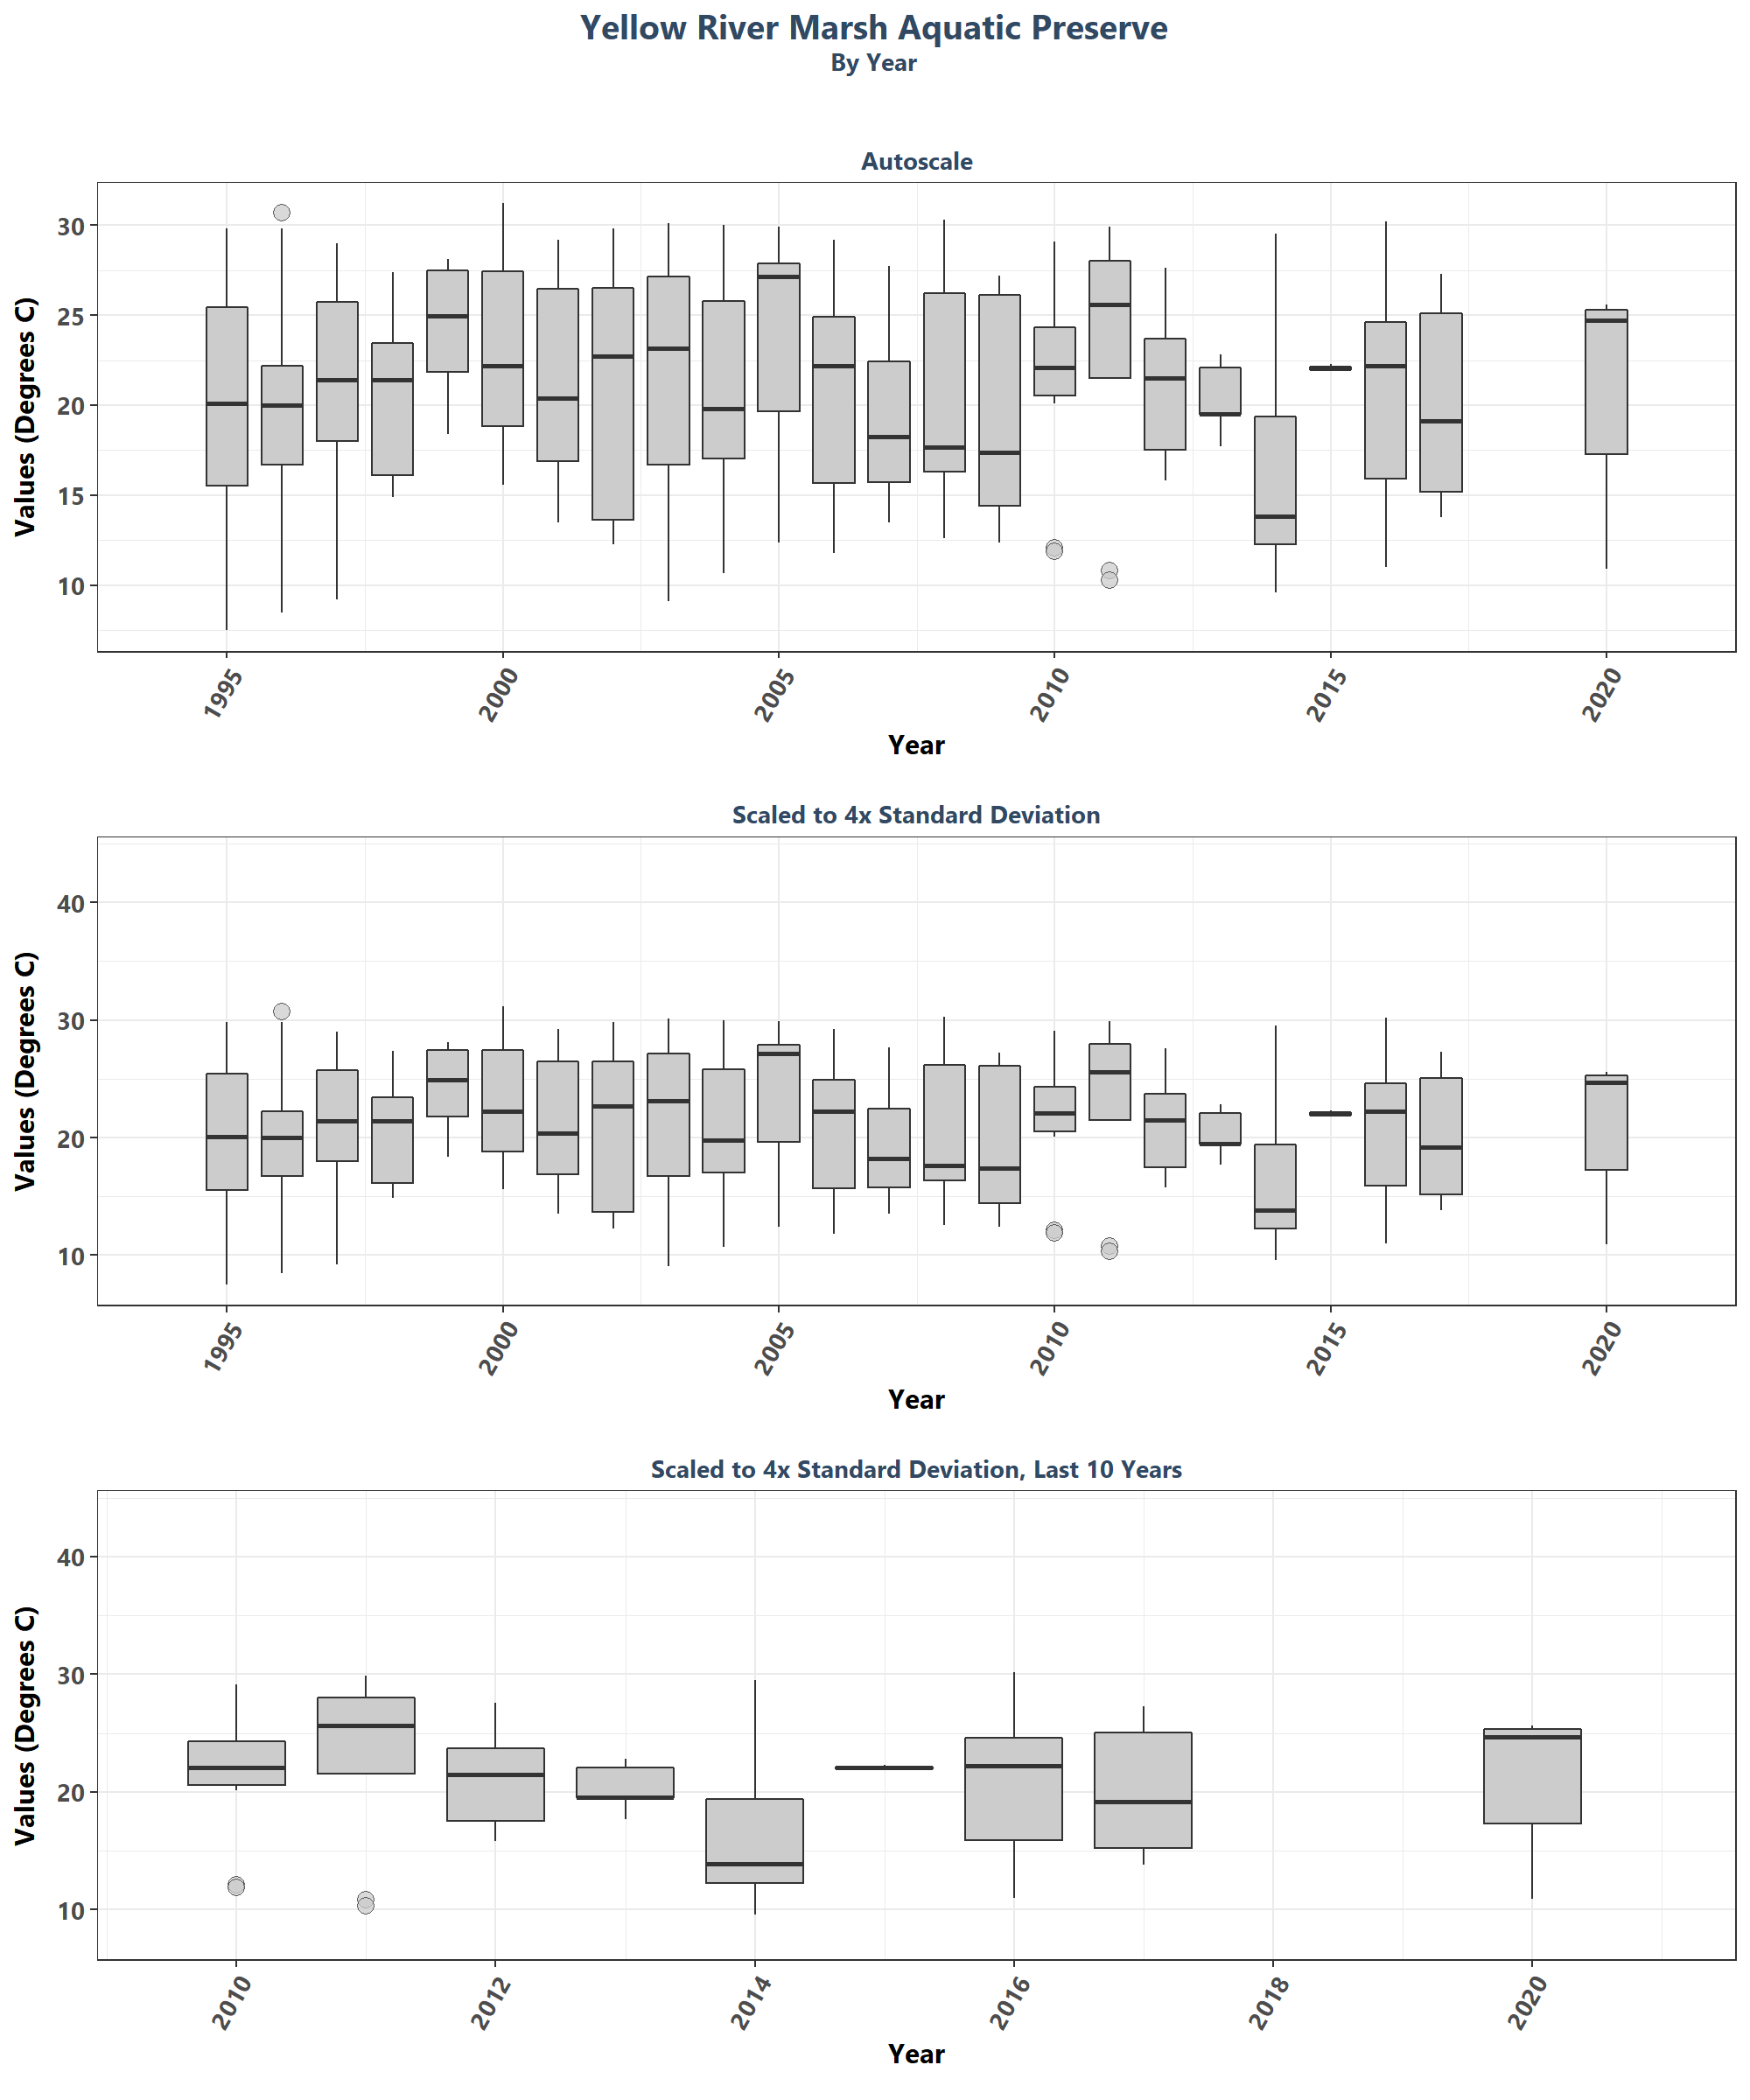 Yellow River Marsh Aquatic Preserve
By Year
Autoscale
Values (Degrees C)
30
25
20
15
10
1995 2000 2005 2010 2015 2020
Year
Scaled to 4x Standard Deviation
Values (Degrees C)
40
30
20
10
1995 2000 2005 2010 2015 2020
Year
Scaled to 4x Standard Deviation, Last 10 Years
Values (Degrees C)
40
30
20
10
2010 2012 2014 2016 2018 2020
Year